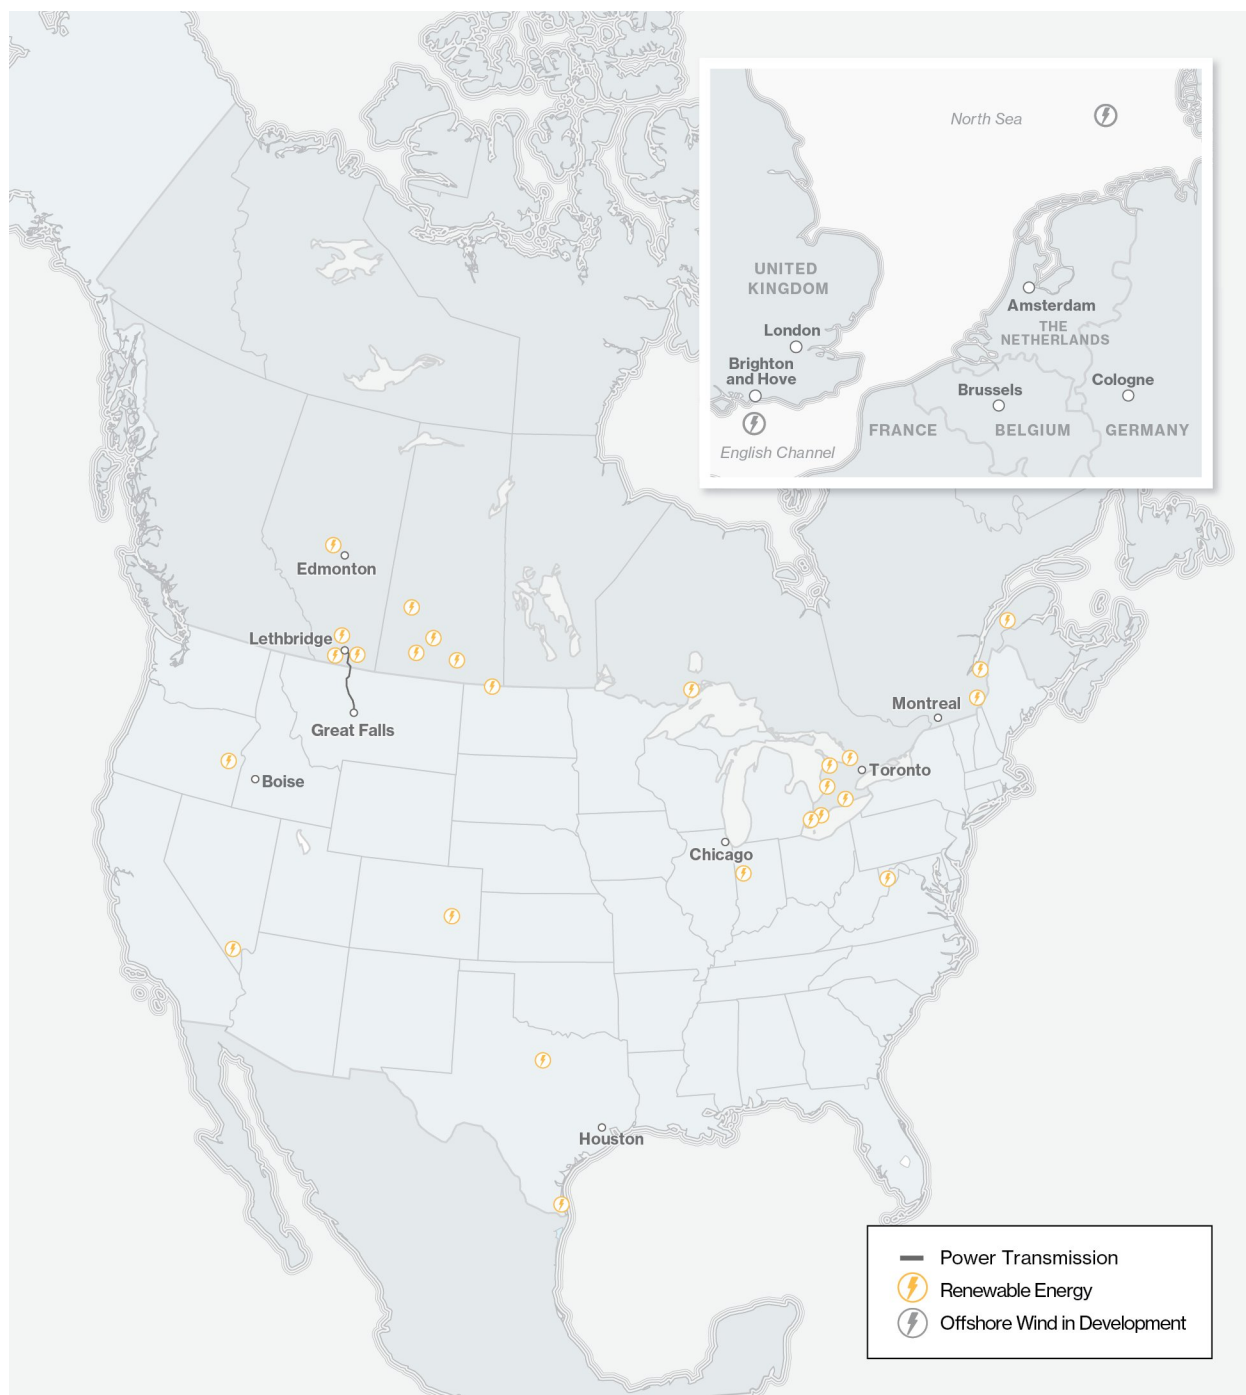 North Sea
UNITED
KINGDOM
Amsterdam
THE
NETHERLANDS
London
Brighton
and Hove
Brussels
Cologne
FRANCE
BELGIUM
GERMANY
English Channel
Edmonton
Lethbridge
Great Falls
Montreal
Boise
Toronto
Chicago
Houston
Power Transmission
Renewable Energy
Offshore Wind in Development